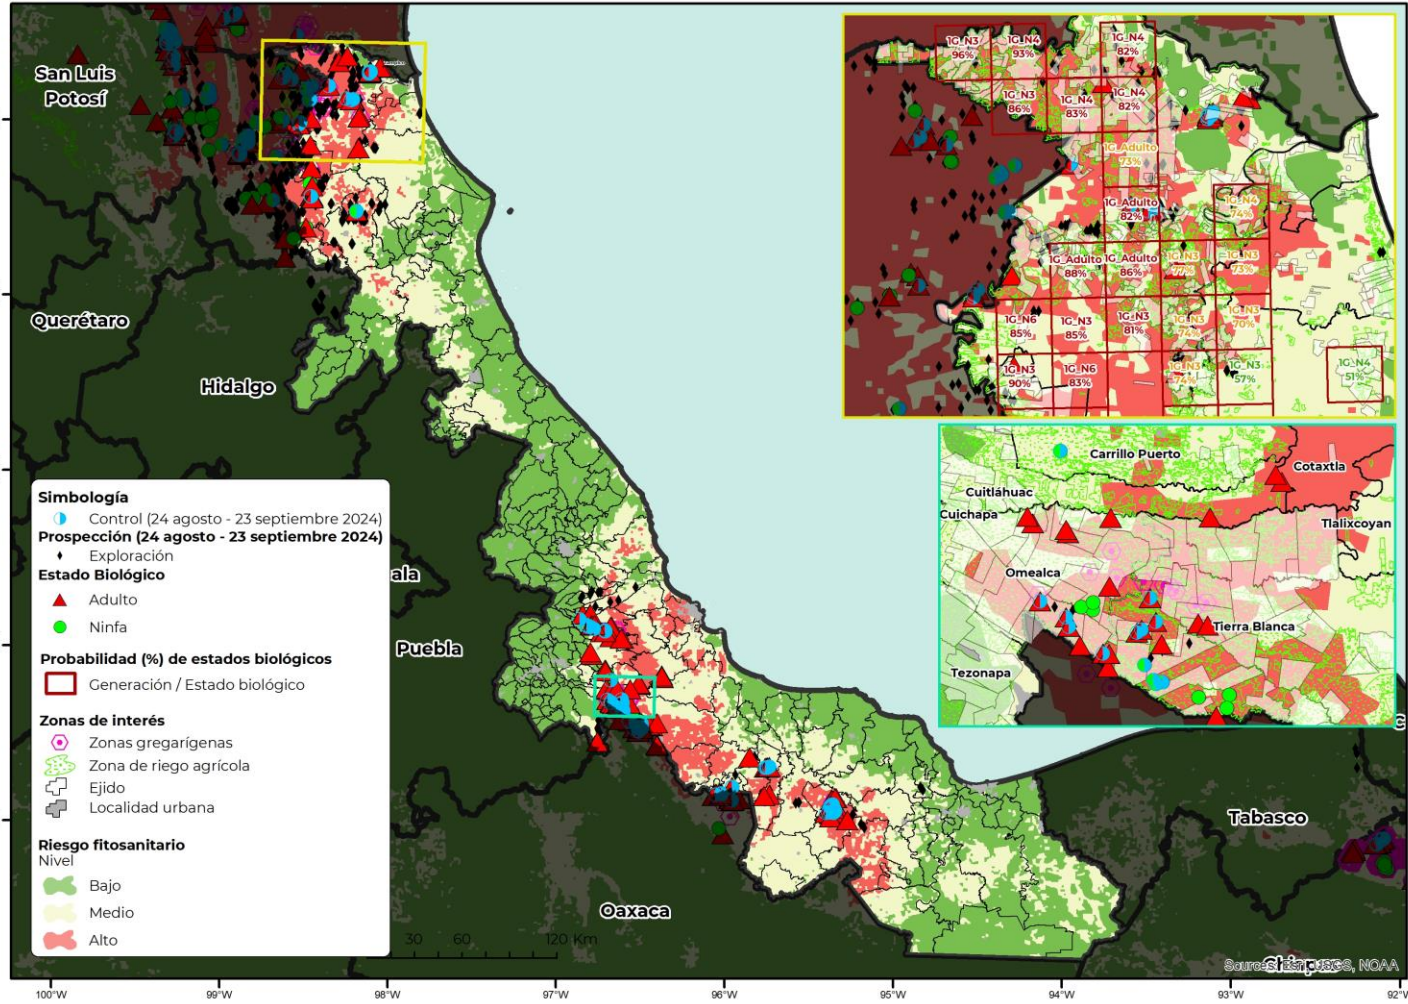 San Luis
Potosí
Querétaro
Hidalgo
ala
Puebla
Oaxaca
Tabasco
Simbología
Control (24 agosto - 23 septiembre 2024)
Prospección (24 agosto - 23 septiembre 2024)
Exploración
Estado Biológico
Adulto
Ninfa
Probabilidad (%) de estados biológicos
Generación / Estado biológico
Zonas de interés
Zonas gregarígenas
Zona de riego agrícola
Ejido
Localidad urbana
Riesgo fitosanitario
Nivel
Bajo
Medio
Alto
30 60 120 Km
1G_N3
96%
1G_N4
93%
1G_N4
82%
1G_N3
86%
1G_N4
83%
1G_N4
82%
1G_Adulto
73%
1G_Adulto
82%
1G_N4
74%
1G_Adulto
88%
1G_Adulto
86%
1G_N3
77%
1G_N3
73%
1G_N6
85%
1G_N3
85%
1G_N3
81%
1G_N3
1G_N3
70%
1G_N3
90%
1G_N6
83%
1G_N3
74%
1G_N3
57%
1G_N4
51%
Carrillo Puerto
Cotaxtla
Cuitláhuac
Cuichapa
Tlalixcoyan
Omealca
Tierra Blanca
Tezonapa
Sources: Esri, USGS, NOAA
100°W 99°W 98°W 97°W 96°W 95°W 94°W 93°W 92°W